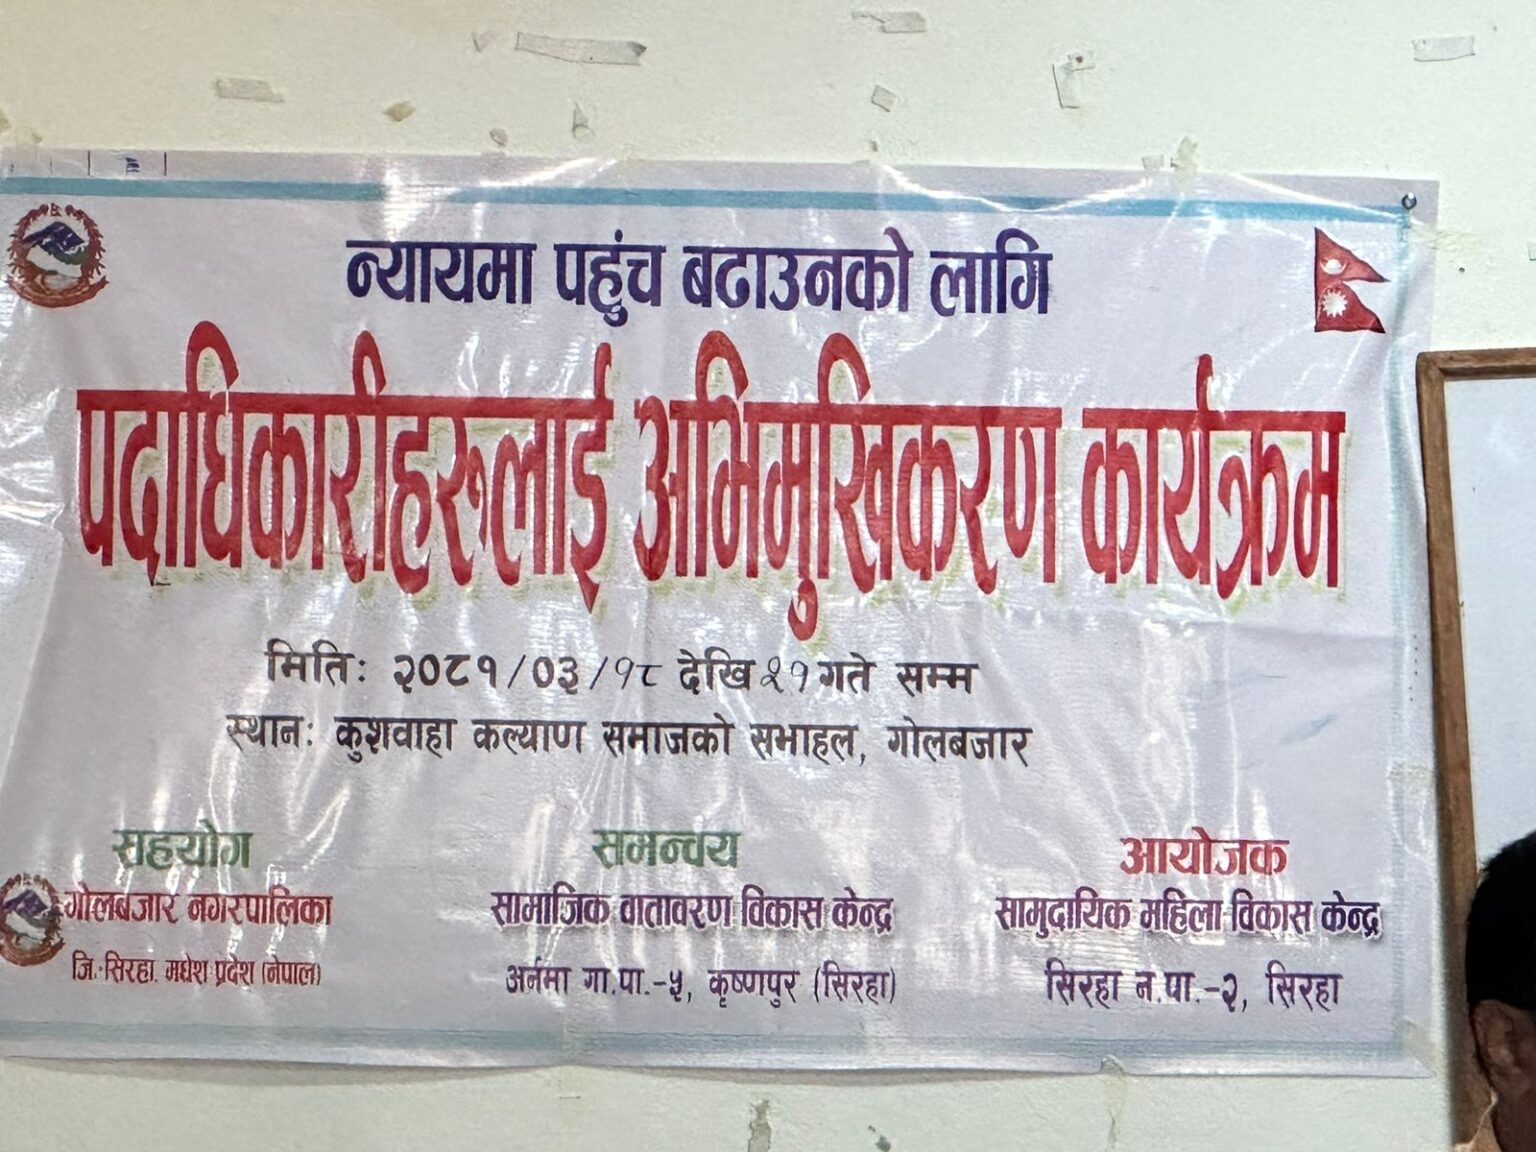 न्यायमा पहुंच बढाउनको लागि
पदाधिकारीहरूलाई अभिमुखिकरण कार्यक्रम
मिति: २०८१/०३/१८ देखि २१ गते सम्म
स्थान: कुशवाहा कल्याण समाजको सभाहल, गोलबजार
सहयोग
गोलबजार नगरपालिका
जि. सिरहा, मधेश प्रदेश (नेपाल)
समन्वय
सामाजिक वातावरण विकास केन्द्र
अर्नमा गा.पा.-५, कृष्णपुर (सिरहा)
आयोजक
सामुदायिक महिला विकास केन्द्र
सिरहा न.पा.-२, सिरहा